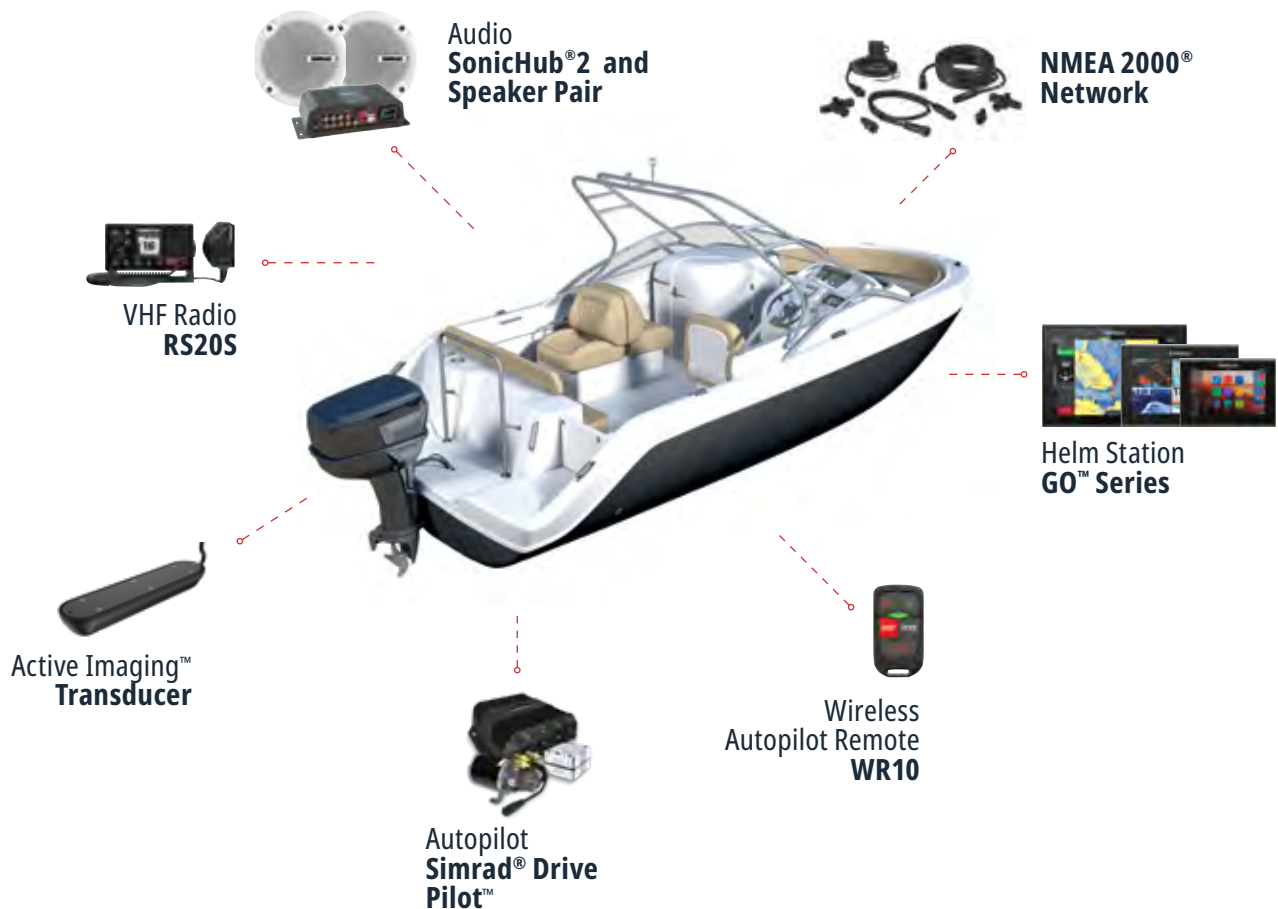 Audio
SonicHub®2 and
Speaker Pair
NMEA 2000®
Network
VHF Radio
RS20S
16
Helm Station
GO™ Series
Active Imaging™
Transducer
Wireless
Autopilot Remote
WR10
Autopilot
Simrad® Drive
Pilot™